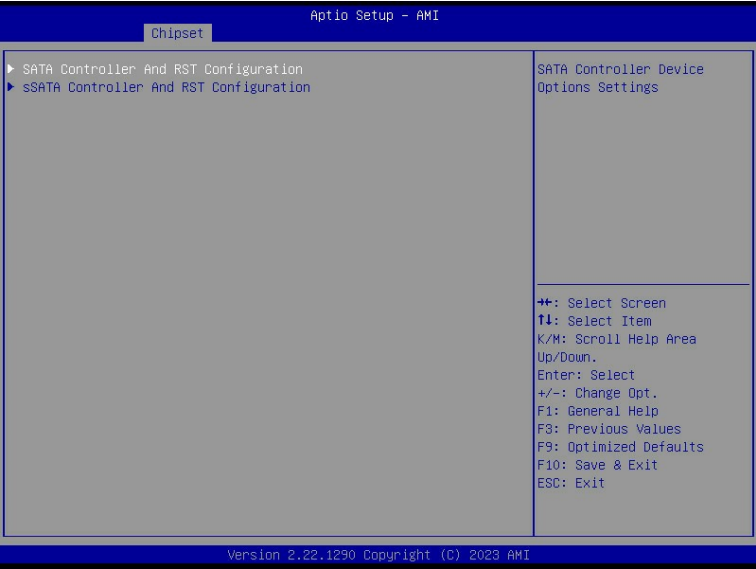 Aptio Setup – AMI
Chipset
▶ SATA Controller And RST Configuration
▶ sSATA Controller And RST Configuration
SATA Controller Device
Options Settings
→←: Select Screen
↑↓: Select Item
K/M: Scroll Help Area
Up/Down.
Enter: Select
+/-: Change Opt.
F1: General Help
F3: Previous Values
F9: Optimized Defaults
F10: Save & Exit
ESC: Exit
Version 2.22.1290 Copyright (C) 2023 AMI